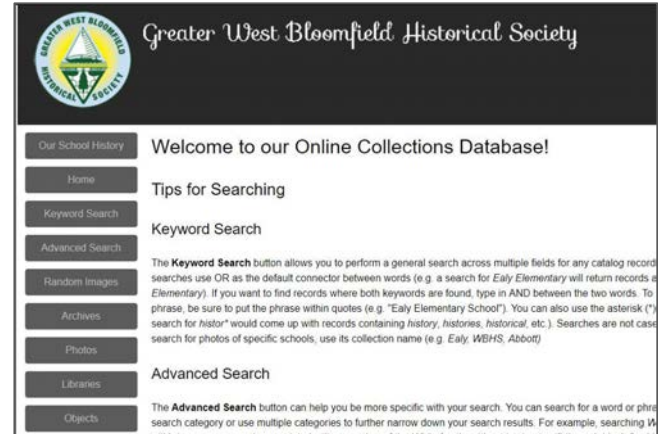 GREATER WEST BLOOMFIELD
HISTORICAL SOCIETY
Greater West Bloomfield Historical Society
Our School History
Home
Keyword Search
Advanced Search
Random Images
Archives
Photos
Libraries
Objects
Welcome to our Online Collections Database!
Tips for Searching
Keyword Search
The Keyword Search button allows you to perform a general search across multiple fields for any catalog record
searches use OR as the default connector between words (e.g. a search for Ealy Elementary will return records a
Elementary). If you want to find records where both keywords are found, type in AND between the two words. To
phrase, be sure to put the phrase within quotes (e.g. "Ealy Elementary School"). You can also use the asterisk (*)
search for histor* would come up with records containing history, histories, historical, etc.). Searches are not case
search for photos of specific schools, use its collection name (e.g. Ealy, WBHS, Abbott)
Advanced Search
The Advanced Search button can help you be more specific with your search. You can search for a word or phra
search category or use multiple categories to further narrow down your search results. For example, searching W